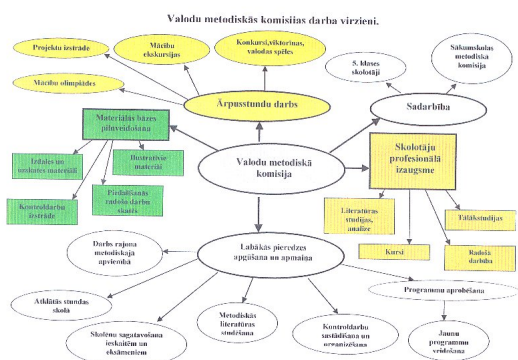 Valodu metodiskās komisijas darba virzieni.
Projektu izstrāde
Mācību
ekskursijas
Konkursi,viktorīnas,
valodas spēles
Mācību olimpiādes
Ārpusstundu darbs
5. klases
skolotāji
Sākumskolas
metodiskā
komisija
Sadarbība
Materiālās bāzes
pilnveidošana
Izdales un
uzskates materiāli
Ilustratīvie
materiāli
Kontroldarbu
izstrāde
Piedalīšanās
radošo darbu
skatēs
Valodu metodiskā
komisija
Skolotāju
profesionālā
izaugsme
Literatūras
studijas,
analīze
Kursi
Tālākstudijas
Radošā
darbība
Labākās pieredzes
apgūšana un apmaiņa
Darbs rajona
metodiskajā
apvienībā
Atklātās stundas
skolā
Skolēnu sagatavošana
ieskaitēm un
eksāmeniem
Metodiskās
literatūras
studēšana
Kontroldarbu
sastādīšana un
organizēšana
Programmu aprobēšana
Jaunu
programmu
veidošana